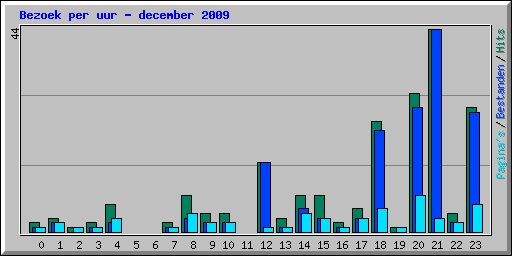 Bezoek per uur - december 2009
44
Pagina's / Bestanden / Hits
0 1 2 3 4 5 6 7 8 9 10 11 12 13 14 15 16 17 18 19 20 21 22 23